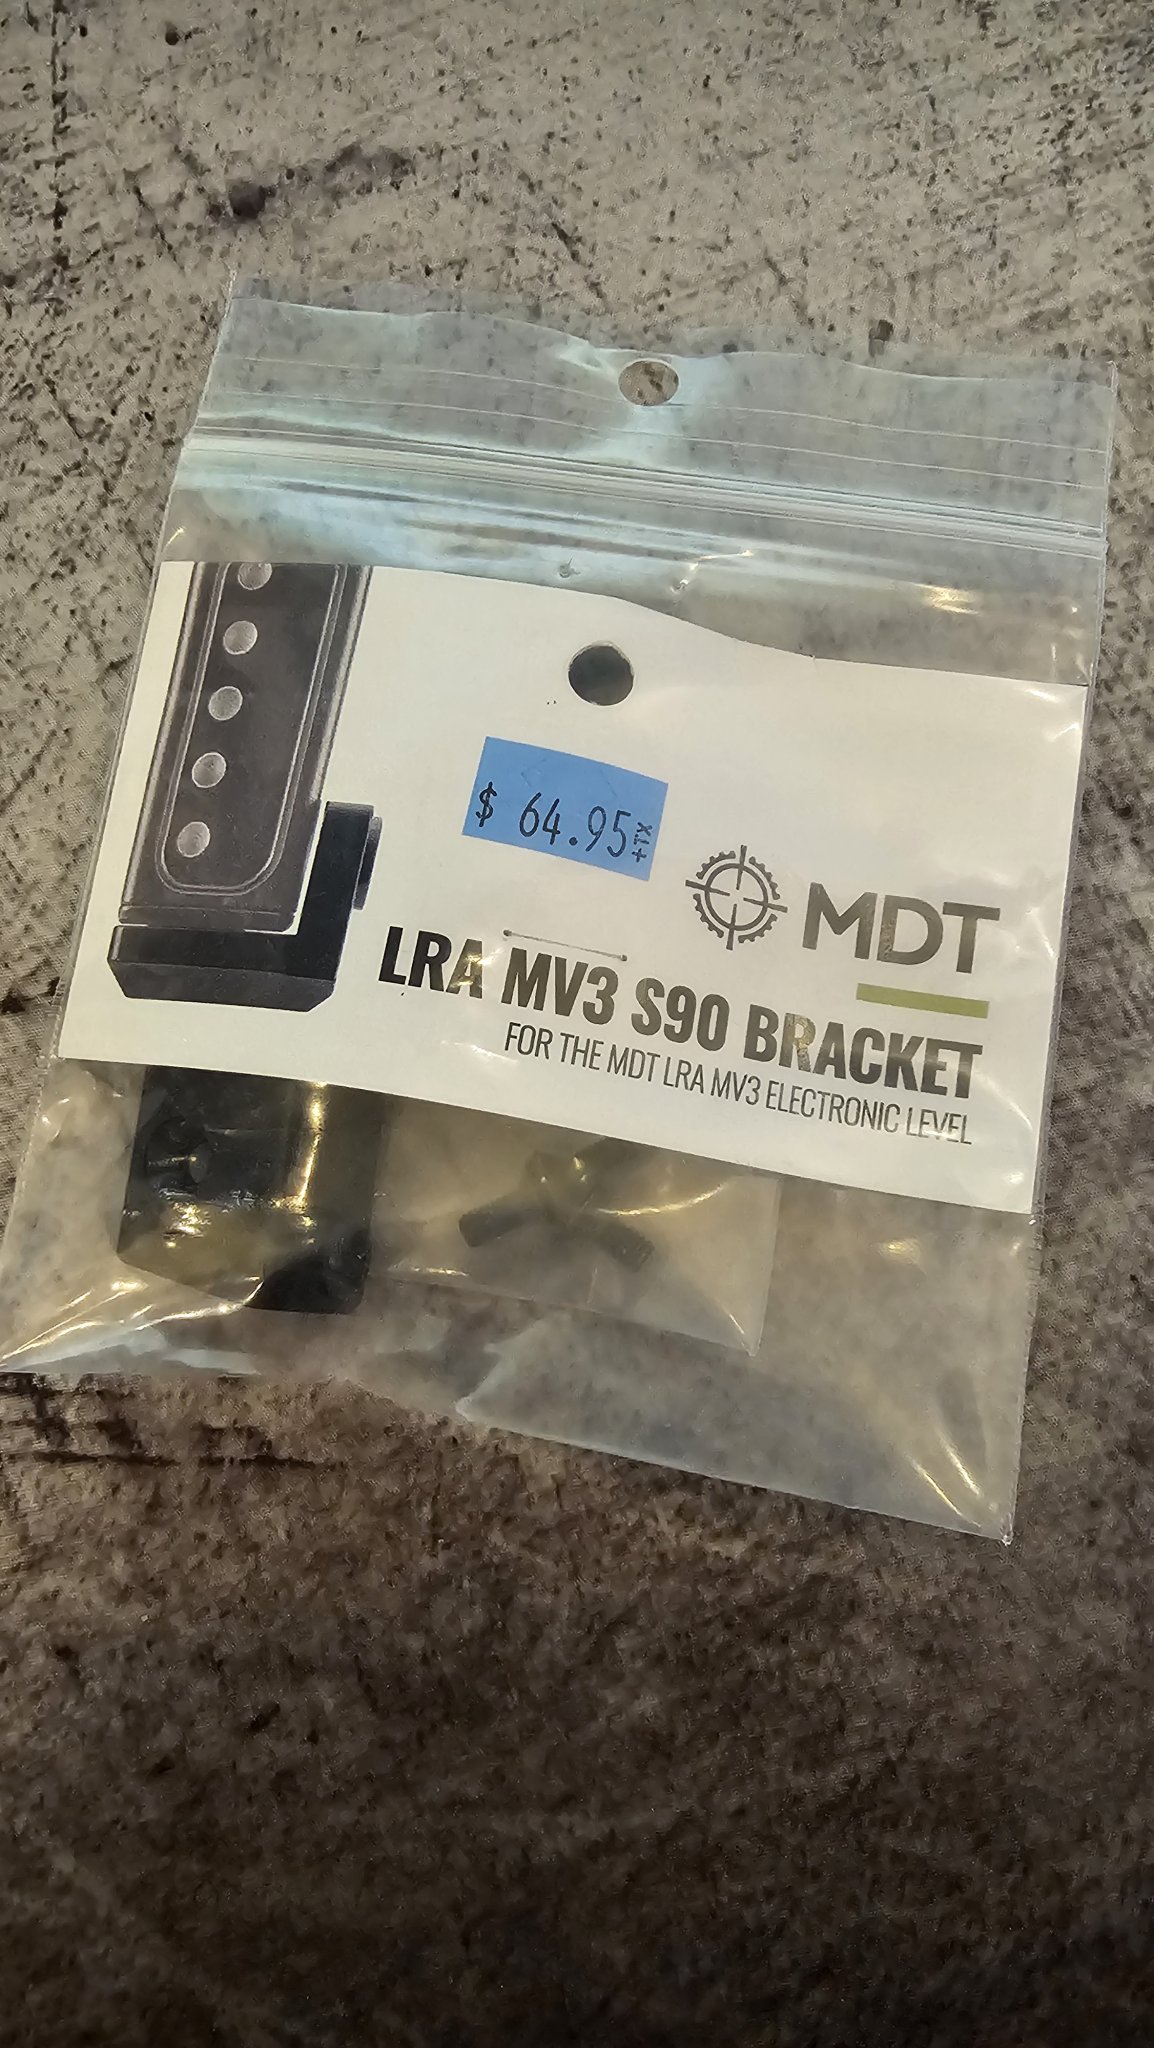 $ 64.95+TX
MDT
LRA MV3 S90 BRACKET
FOR THE MDT LRA MV3 ELECTRONIC LEVEL